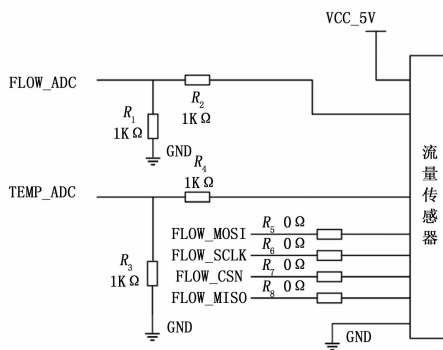 VCC_5V
FLOW_ADC
R₂
1KΩ
R₁
1KΩ
GND
R₄
1KΩ
TEMP_ADC
流量传感器
FLOW_MOSI R₅ 0Ω
FLOW_SCLK R₆ 0Ω
FLOW_CSN R₇ 0Ω
FLOW_MISO R₈ 0Ω
R₃
1KΩ
GND
GND